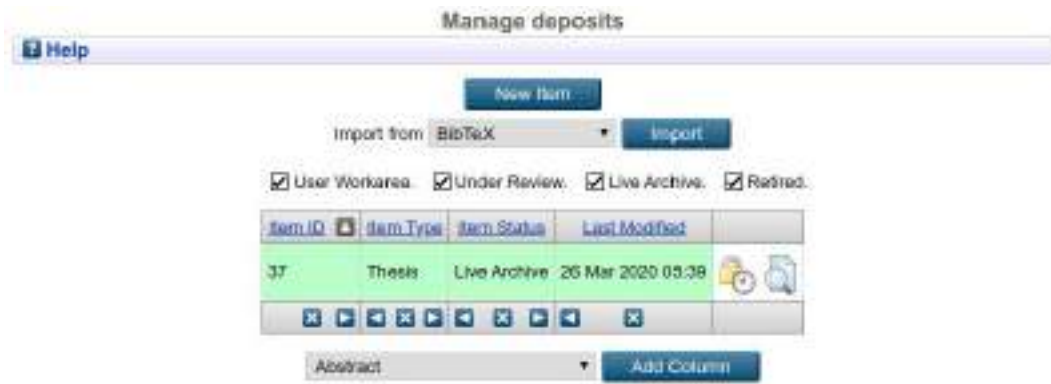 Manage deposits
Help
New Item
Import from BibTeX Import
User Workarea. Under Review. Live Archive. Retired.
Item ID Item Type Item Status Last Modified
37 Thesis Live Archive 26 Mar 2020 05:39
Abstract Add Column